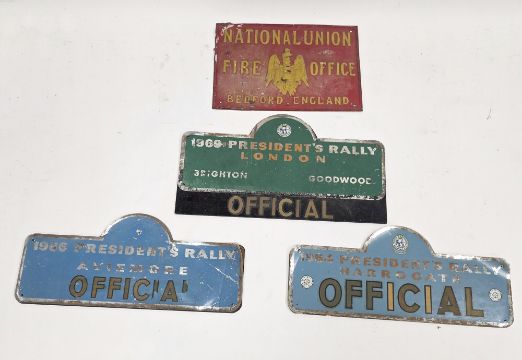 NATIONAL UNION
FIRE OFFICE
BEDFORD. ENGLAND.
1969 PRESIDENT'S RALLY
LONDON
BRIGHTON GOODWOOD
OFFICIAL
1966 PRESIDENT'S RALLY
AVIEMORE
OFFICIAL
PRESIDENT'S RALLY
HARROGATE
OFFICIAL